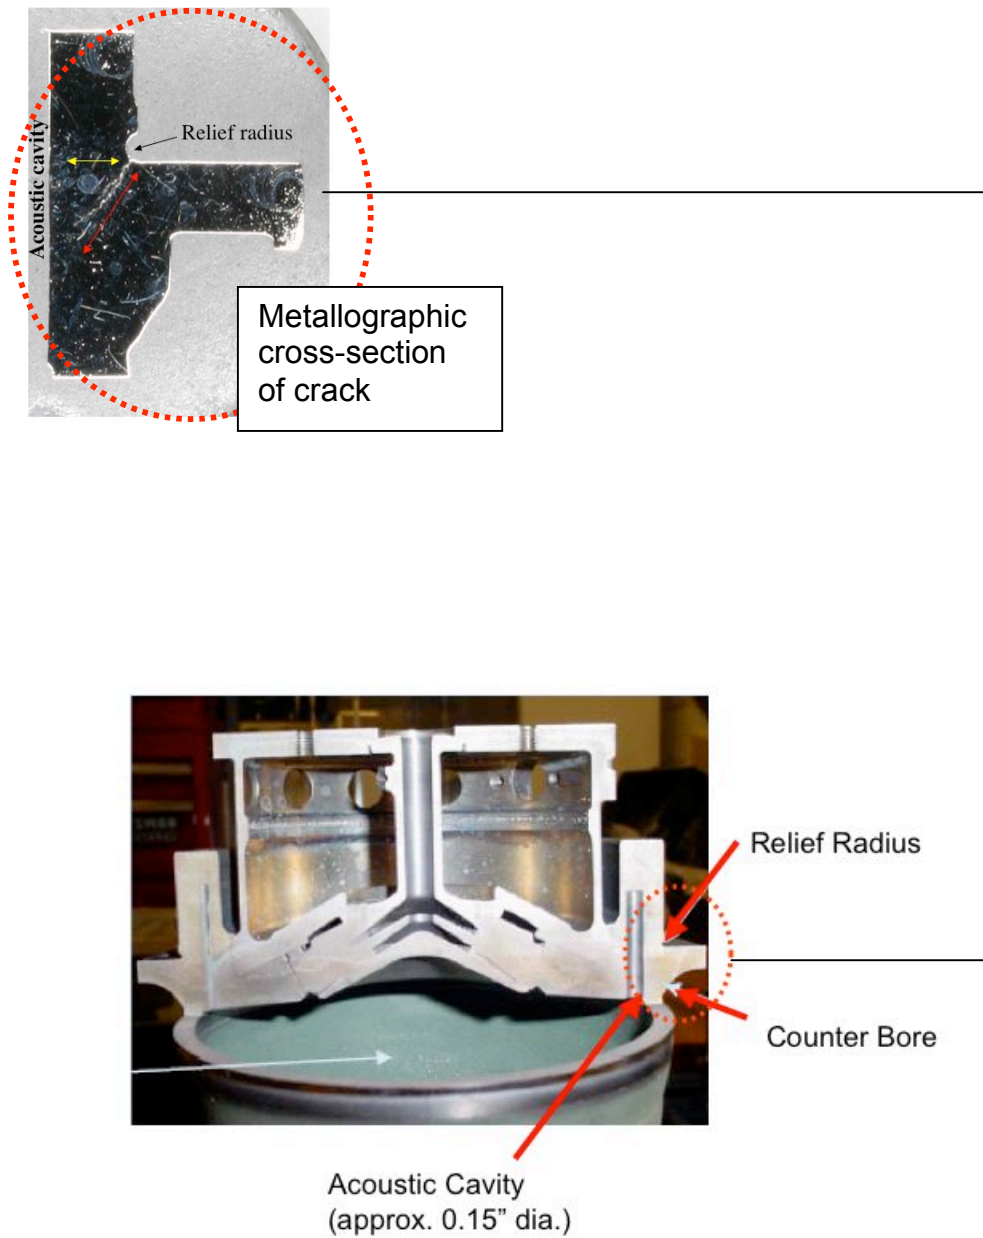 Relief radius
Acoustic cavity
Metallographic
cross-section
of crack
Relief Radius
Counter Bore
Acoustic Cavity
(approx. 0.15” dia.)